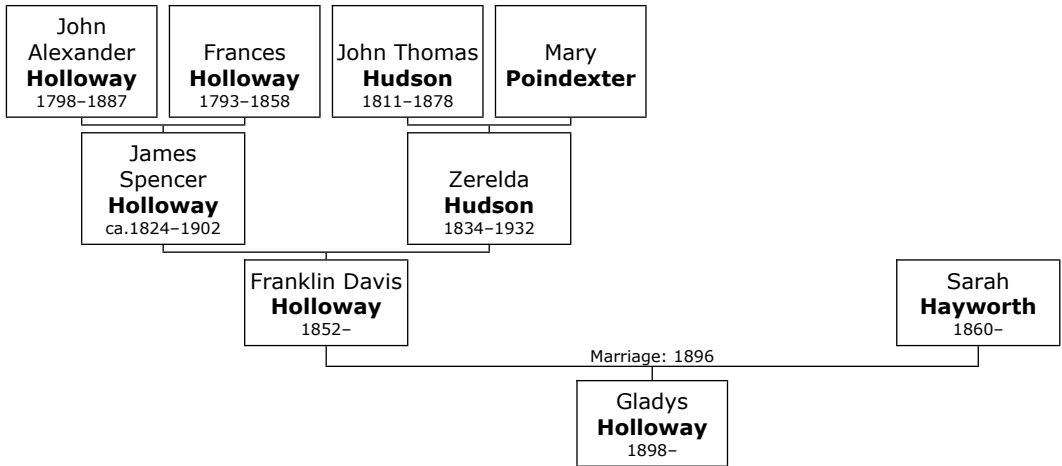 John
Alexander
Holloway
1798–1887
Frances
Holloway
1793–1858
John Thomas
Hudson
1811–1878
Mary
Poindexter
James
Spencer
Holloway
ca.1824–1902
Zerelda
Hudson
1834–1932
Franklin Davis
Holloway
1852–
Sarah
Hayworth
1860–
Marriage: 1896
Gladys
Holloway
1898–